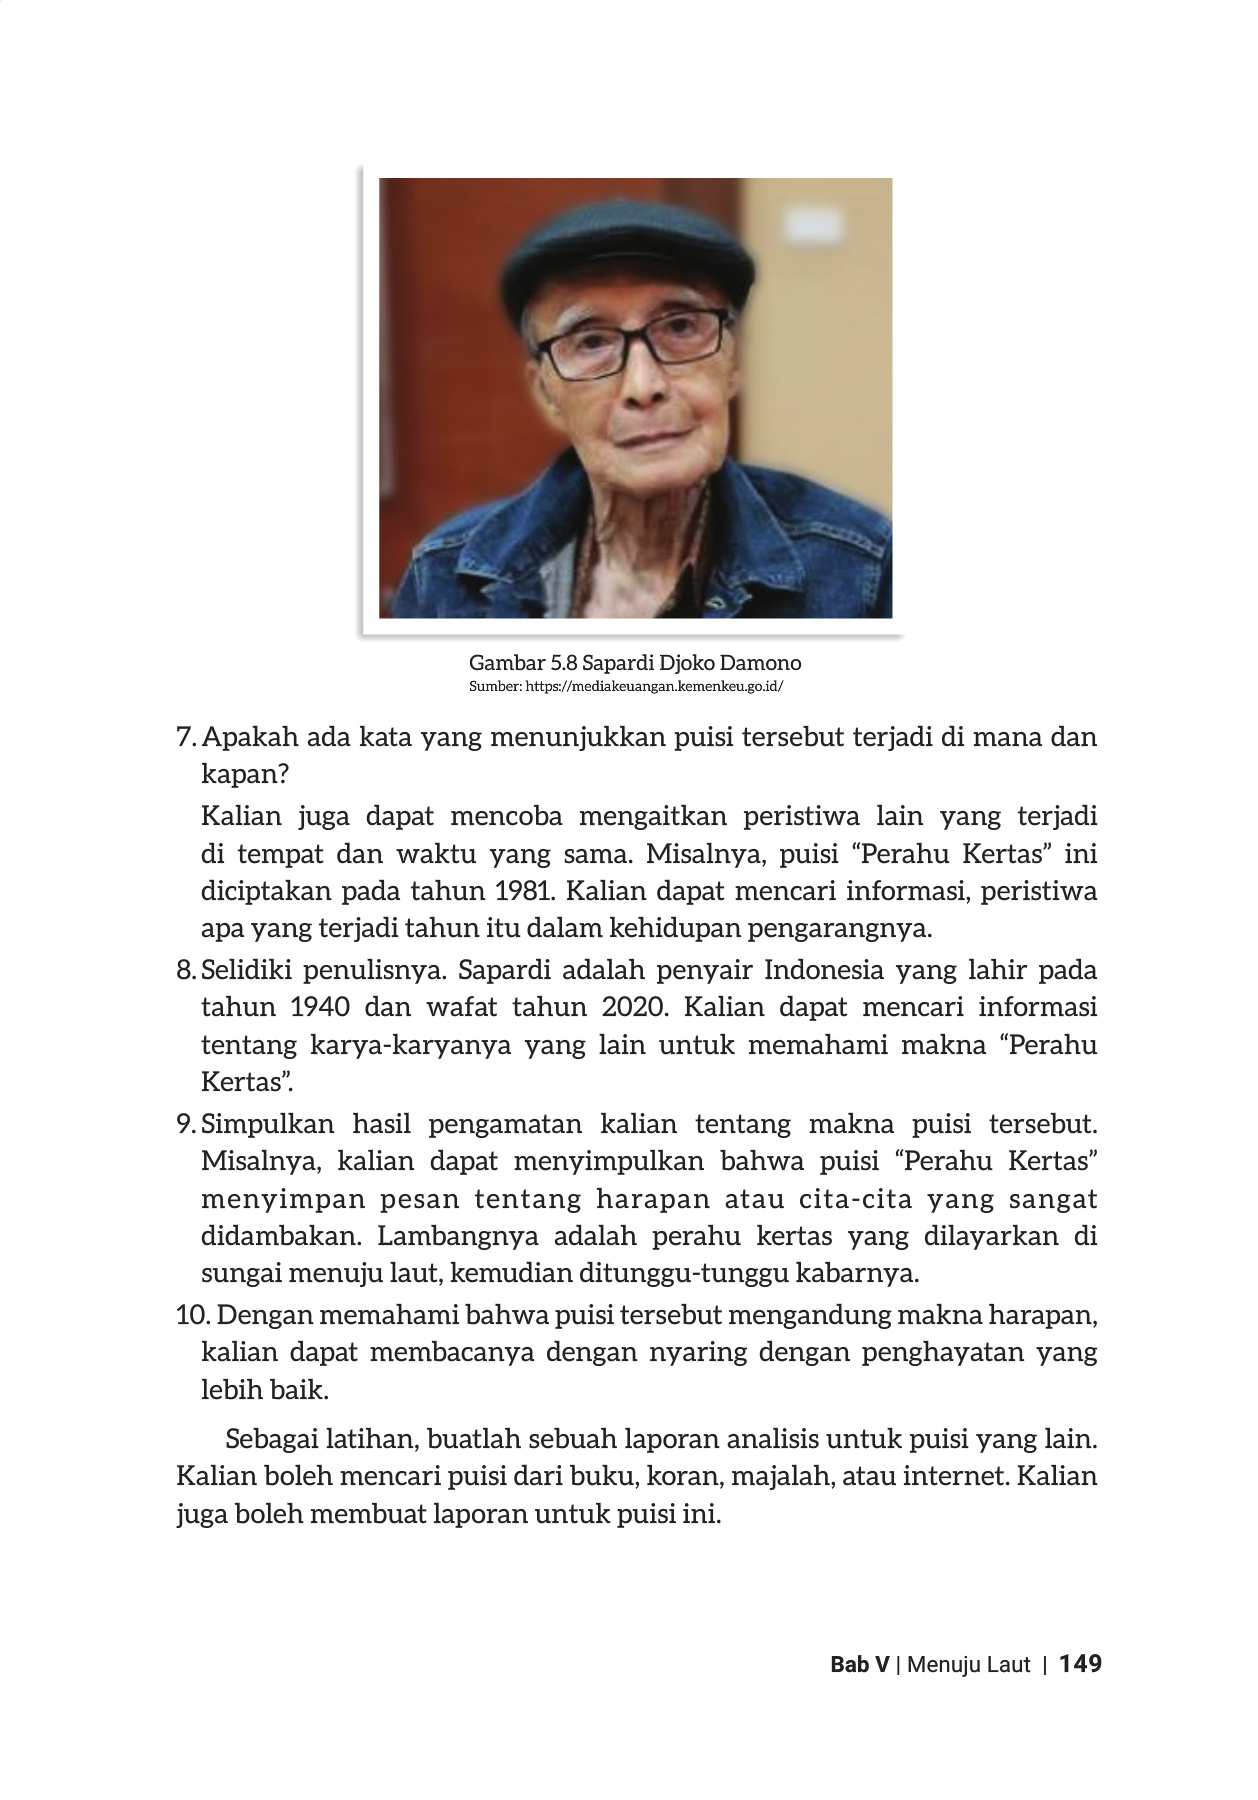 Gambar 5.8 Sapardi Djoko Damono
Sumber: https://mediakeuangan.kemenkeu.go.id/
7. Apakah ada kata yang menunjukkan puisi tersebut terjadi di mana dan
kapan?
Kalian juga dapat mencoba mengaitkan peristiwa lain yang terjadi
di tempat dan waktu yang sama. Misalnya, puisi “Perahu Kertas” ini
diciptakan pada tahun 1981. Kalian dapat mencari informasi, peristiwa
apa yang terjadi tahun itu dalam kehidupan pengarangnya.
8. Selidiki penulisnya. Sapardi adalah penyair Indonesia yang lahir pada
tahun 1940 dan wafat tahun 2020. Kalian dapat mencari informasi
tentang karya-karyanya yang lain untuk memahami makna “Perahu
Kertas”.
9. Simpulkan hasil pengamatan kalian tentang makna puisi tersebut.
Misalnya, kalian dapat menyimpulkan bahwa puisi “Perahu Kertas”
menyimpan pesan tentang harapan atau cita-cita yang sangat
didambakan. Lambangnya adalah perahu kertas yang dilayarkan di
sungai menuju laut, kemudian ditunggu-tunggu kabarnya.
10. Dengan memahami bahwa puisi tersebut mengandung makna harapan,
kalian dapat membacanya dengan nyaring dengan penghayatan yang
lebih baik.
Sebagai latihan, buatlah sebuah laporan analisis untuk puisi yang lain.
Kalian boleh mencari puisi dari buku, koran, majalah, atau internet. Kalian
juga boleh membuat laporan untuk puisi ini.
Bab V | Menuju Laut | 149